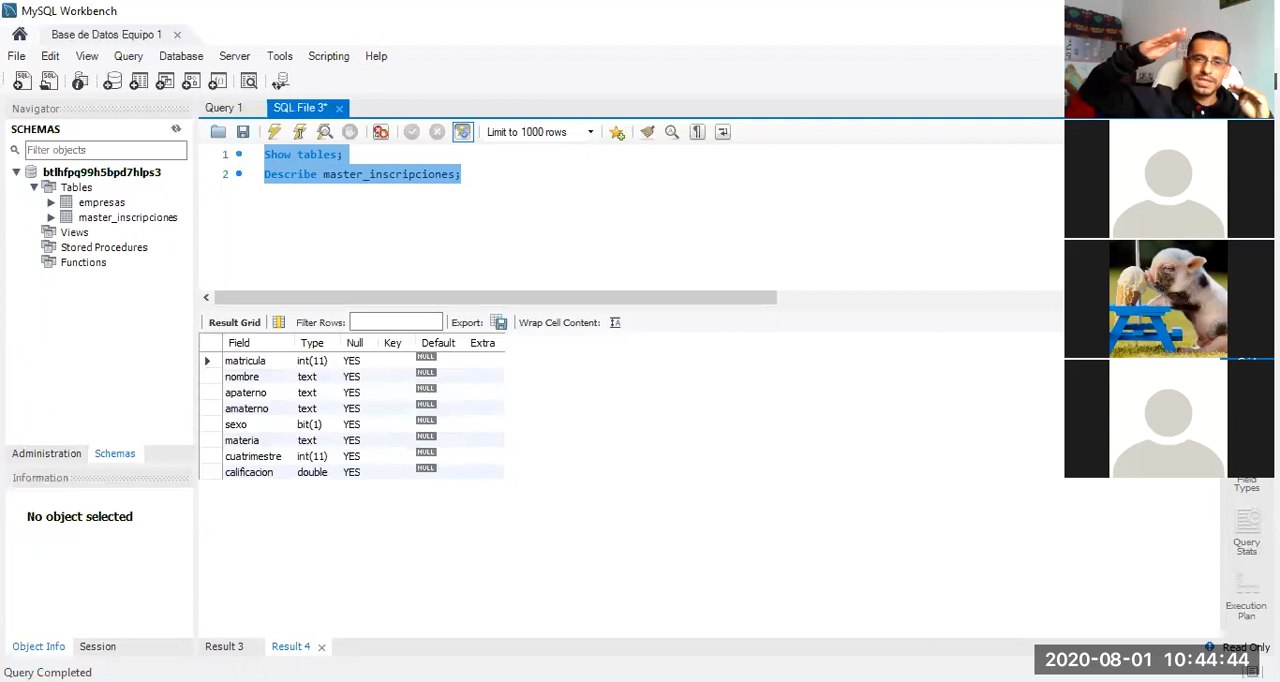 MySQL Workbench
Base de Datos Equipo 1
File Edit View Query Database Server Tools Scripting Help
Navigator
SCHEMAS
Filter objects
btlhfpq99h5bpd7hlps3
Tables
empresas
master_inscripciones
Views
Stored Procedures
Functions
Administration Schemas
Information
No object selected
Object Info Session
Query Completed
Query 1 SQL File 3*
Limit to 1000 rows
1 Show tables;
2 Describe master_inscripciones;
Result Grid Filter Rows: Export: Wrap Cell Content:
Field Type Null Key Default Extra
matricula int(11) YES NULL
nombre text YES NULL
apaterno text YES NULL
amaterno text YES NULL
sexo bit(1) YES NULL
materia text YES NULL
cuatrimestre int(11) YES NULL
calificacion double YES NULL
Result 3 Result 4
Field
Types
Query
Stats
Execution
Plan
Read Only
2020-08-01 10:44:44